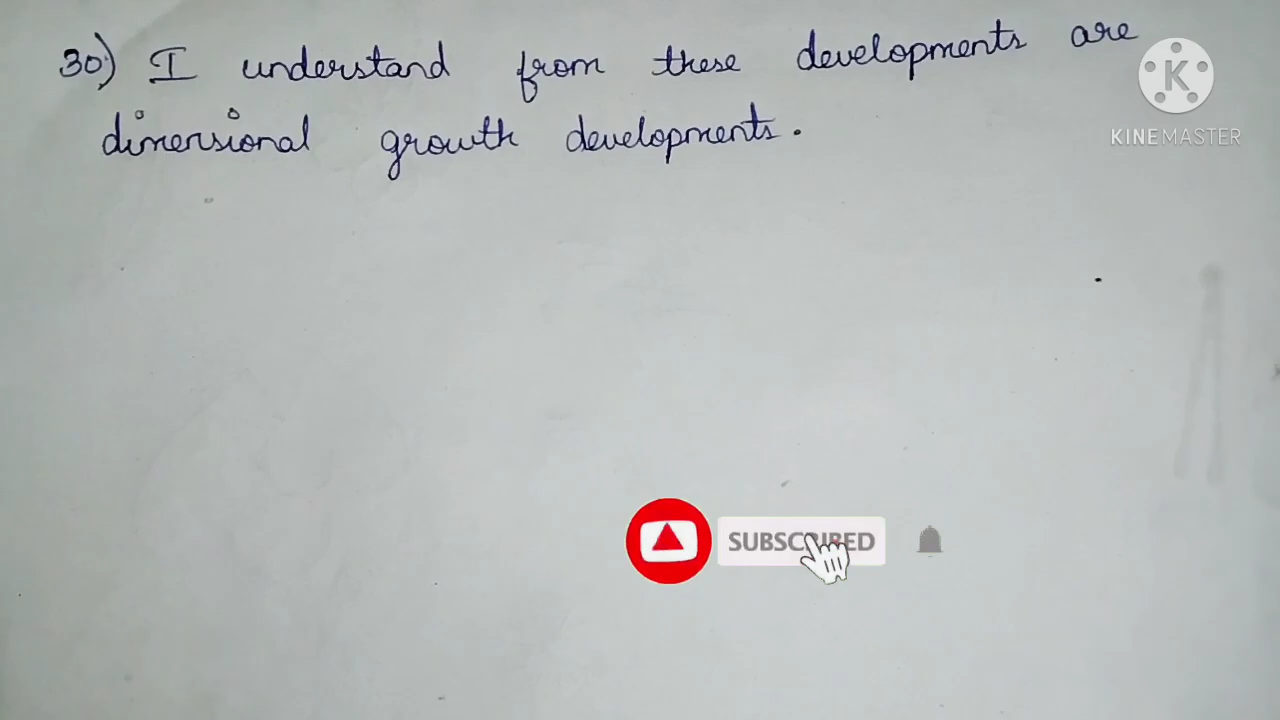 30) I understand from these developments are
dimensional growth developments.
KINEMASTER
SUBSCRIBED